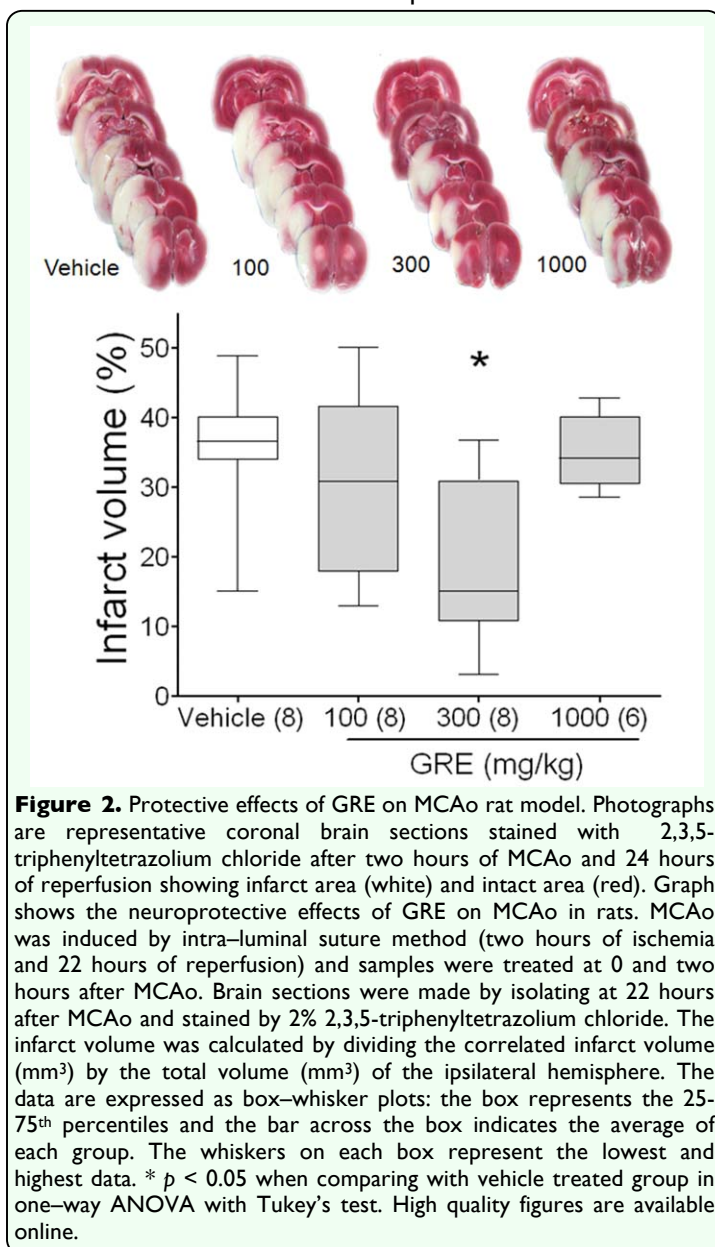 Vehicle 100 300 1000
Infarct volume (%)
50
40
30
20
10
0
*
Vehicle (8) 100 (8) 300 (8) 1000 (6)
GRE (mg/kg)
Figure 2. Protective effects of GRE on MCAo rat model. Photographs
are representative coronal brain sections stained with 2,3,5-
triphenyltetrazolium chloride after two hours of MCAo and 24 hours
of reperfusion showing infarct area (white) and intact area (red). Graph
shows the neuroprotective effects of GRE on MCAo in rats. MCAo
was induced by intra–luminal suture method (two hours of ischemia
and 22 hours of reperfusion) and samples were treated at 0 and two
hours after MCAo. Brain sections were made by isolating at 22 hours
after MCAo and stained by 2% 2,3,5-triphenyltetrazolium chloride. The
infarct volume was calculated by dividing the correlated infarct volume
(mm³) by the total volume (mm³) of the ipsilateral hemisphere. The
data are expressed as box–whisker plots: the box represents the 25-
75th percentiles and the bar across the box indicates the average of
each group. The whiskers on each box represent the lowest and
highest data. * p < 0.05 when comparing with vehicle treated group in
one–way ANOVA with Tukey's test. High quality figures are available
online.